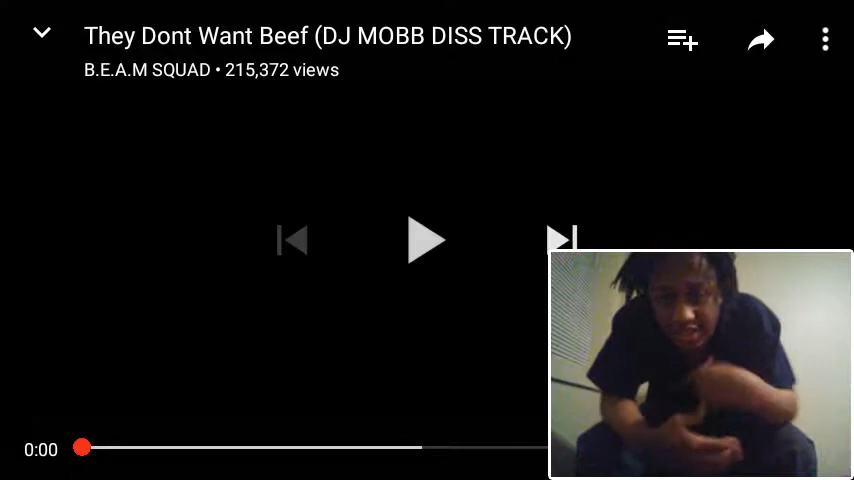 They Dont Want Beef (DJ MOBB DISS TRACK)
B.E.A.M SQUAD • 215,372 views
0:00